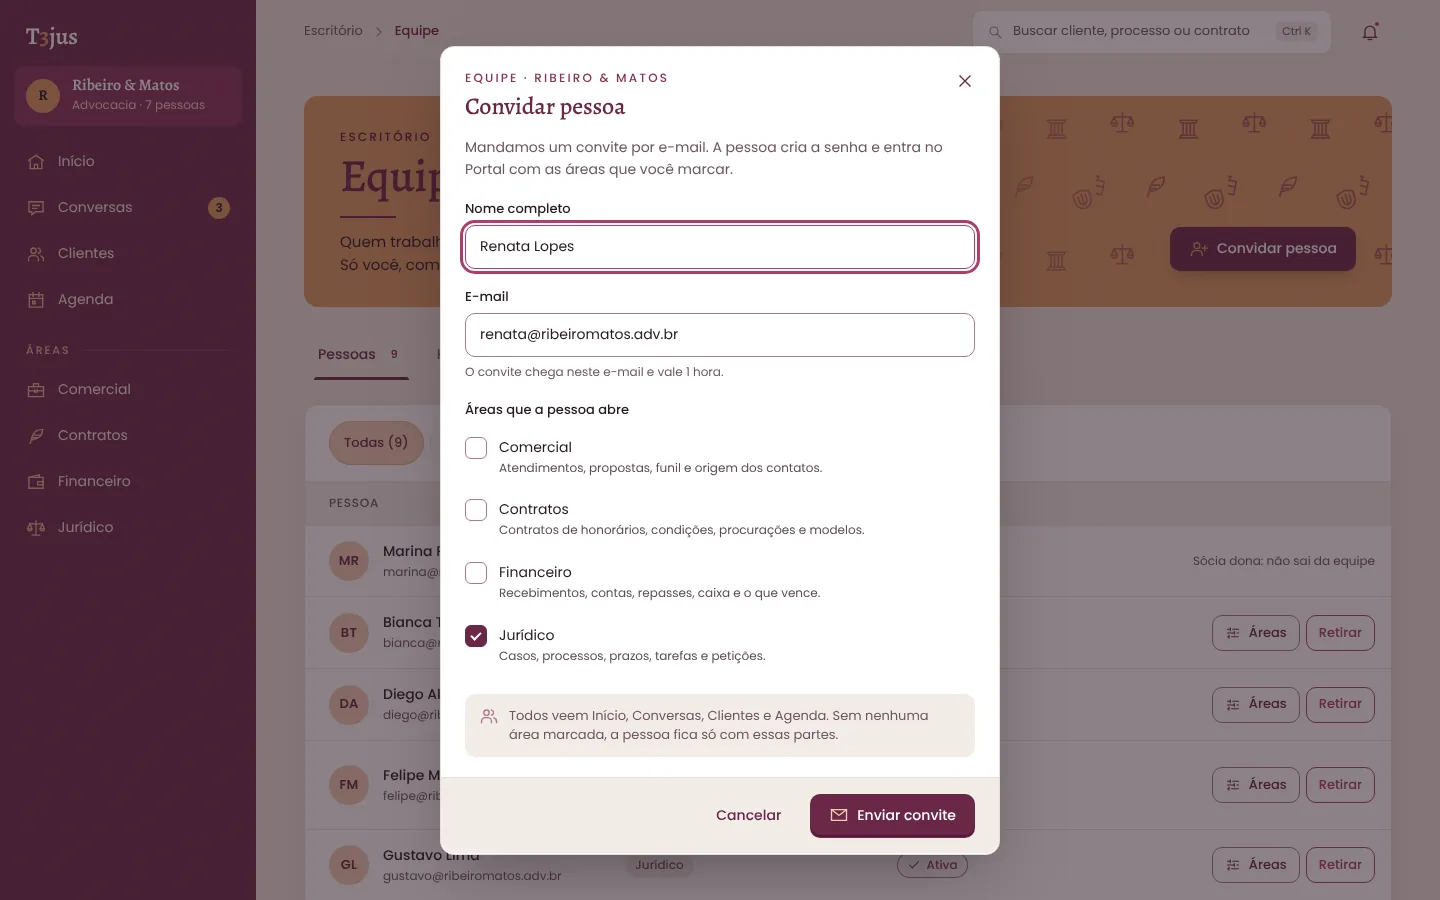 T3jus
Ribeiro & Matos
R
Advocacia · 7 pessoas
Início
Conversas
3
Clientes
Agenda
ÁREAS
Comercial
Contratos
Financeiro
Jurídico
Escritório
Equipe
Buscar cliente, processo ou contrato
Ctrl K
ESCRITÓRIO
Equip
Quem trabalh
Só você, com
Convidar pessoa
Pessoas 9
Todas (9)
PESSOA
MR
Marina
marina@
Sócia dona: não sai da equipe
BT
Bianca
bianca@
Áreas
Retirar
DA
Diego Al
diego@rib
Áreas
Retirar
FM
Felipe M
felipe@rib
Áreas
Retirar
GL
Gustavo Lima
gustavo@ribeiromatos.adv.br
Jurídico
Ativa
Áreas
Retirar
EQUIPE · RIBEIRO & MATOS
Convidar pessoa
Mandamos um convite por e-mail. A pessoa cria a senha e entra no
Portal com as áreas que você marcar.
Nome completo
Renata Lopes
E-mail
renata@ribeiromatos.adv.br
O convite chega neste e-mail e vale 1 hora.
Áreas que a pessoa abre
Comercial
Atendimentos, propostas, funil e origem dos contatos.
Contratos
Contratos de honorários, condições, procurações e modelos.
Financeiro
Recebimentos, contas, repasses, caixa e o que vence.
Jurídico
Casos, processos, prazos, tarefas e petições.
Todos veem Início, Conversas, Clientes e Agenda. Sem nenhuma
área marcada, a pessoa fica só com essas partes.
Cancelar
Enviar convite